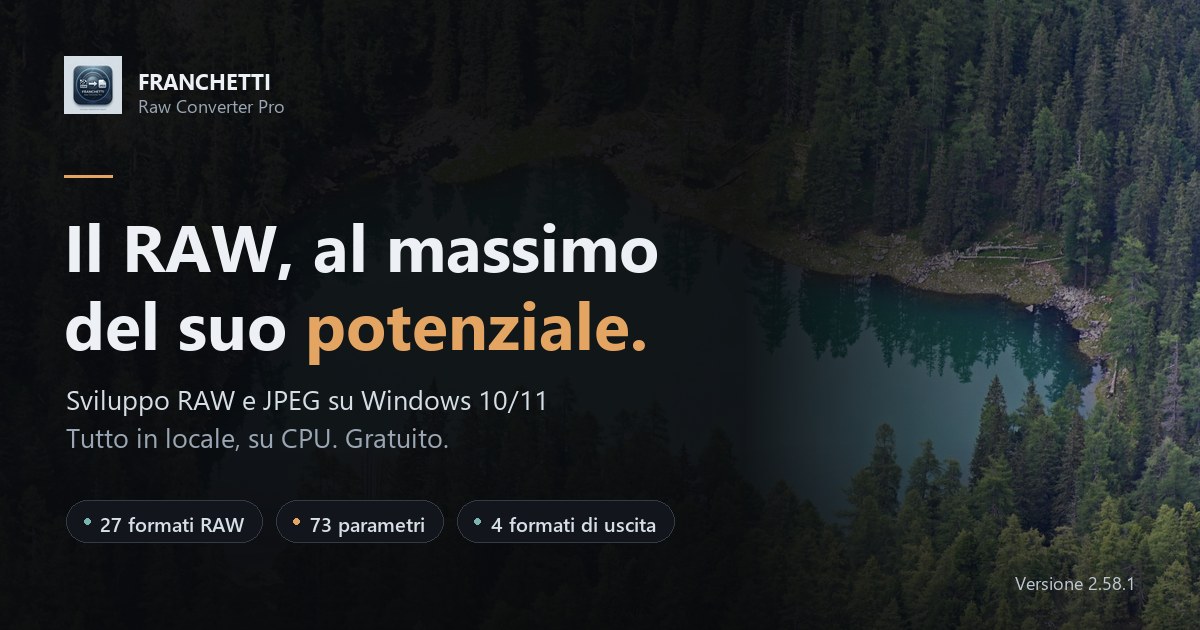 FRANCHETTI
Raw Converter Pro
Il RAW, al massimo
del suo potenziale.
Sviluppo RAW e JPEG su Windows 10/11
Tutto in locale, su CPU. Gratuito.
27 formati RAW
73 parametri
4 formati di uscita
Versione 2.58.1